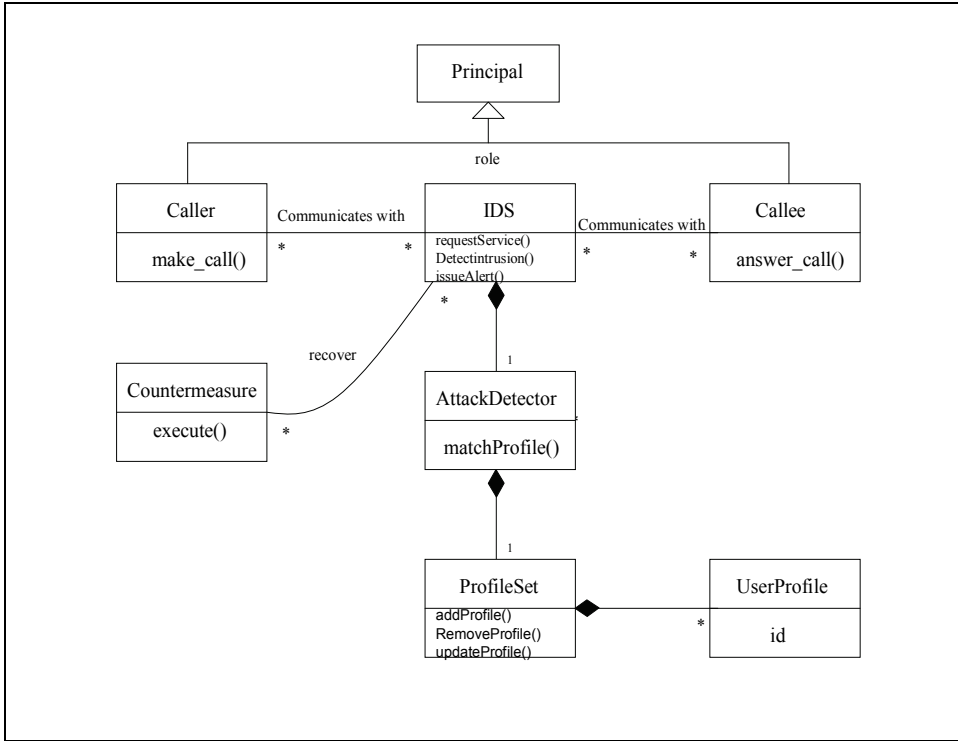 Principal
role
Caller
make_call()
Communicates with
*
*
IDS
requestService()
Detectintrusion()
issueAlert()
Communicates with
*
*
Callee
answer_call()
*
recover
*
Countermeasure
execute()
1
AttackDetector
matchProfile()
*
1
ProfileSet
addProfile()
RemoveProfile()
updateProfile()
*
UserProfile
id